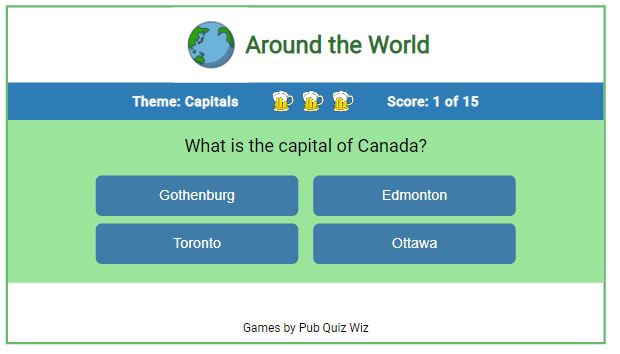 Around the World
Theme: Capitals Score: 1 of 15
What is the capital of Canada?
Gothenburg Edmonton
Toronto Ottawa
Games by Pub Quiz Wiz